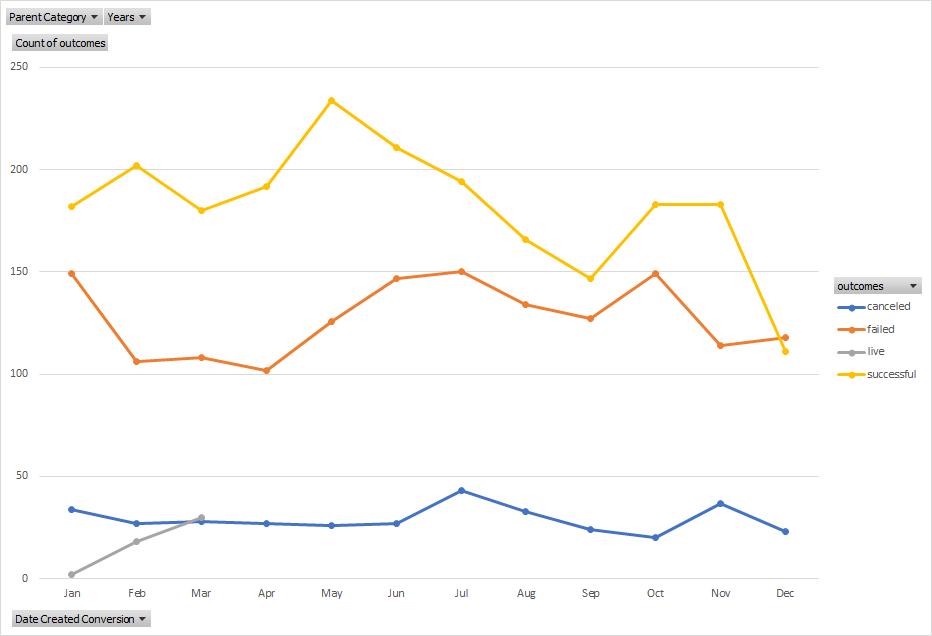 Parent Category Years
Count of outcomes
250
200
150
100
50
0
Jan Feb Mar Apr May Jun Jul Aug Sep Oct Nov Dec
outcomes
canceled
failed
live
successful
Date Created Conversion